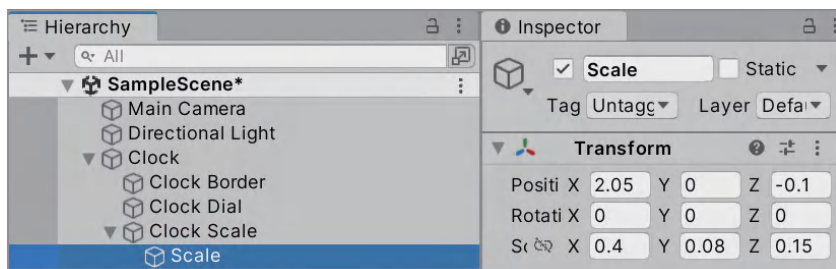 Hierarchy
All
SampleScene*
Main Camera
Directional Light
Clock
Clock Border
Clock Dial
Clock Scale
Scale
Inspector
Scale Static
Tag Untagg Layer Defa
Transform
Positi X 2.05 Y 0 Z -0.1
Rotati X 0 Y 0 Z 0
Sc X 0.4 Y 0.08 Z 0.15